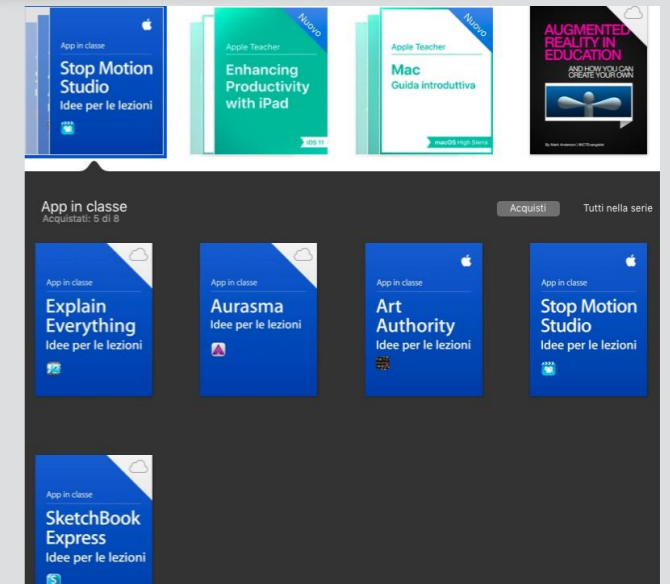 App in classe
Stop Motion
Studio
Idee per le lezioni
Apple Teacher
Enhancing
Productivity
with iPad
Nuovo
iOS 11
Apple Teacher
Mac
Guida introduttiva
Nuovo
macOS High Sierra
AUGMENTED
REALITY IN
EDUCATION
AND HOW YOU CAN
CREATE YOUR OWN
By Mark Anderson | @ICTEvangelist
App in classe
Acquistati: 5 di 8
Acquisti
Tutti nella serie
App in classe
Explain
Everything
Idee per le lezioni
App in classe
Aurasma
Idee per le lezioni
App in classe
Art
Authority
Idee per le lezioni
App in classe
Stop Motion
Studio
Idee per le lezioni
App in classe
SketchBook
Express
Idee per le lezioni
S